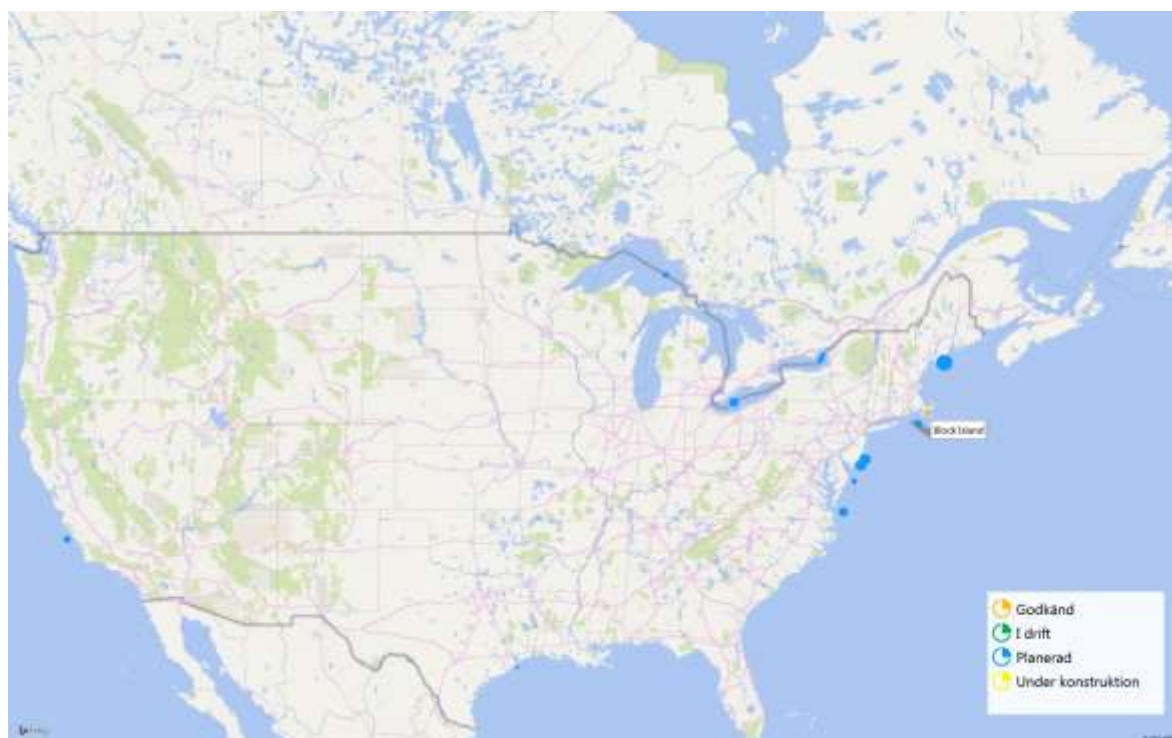 Block Island
Godkänd
I drift
Planerad
Under konstruktion